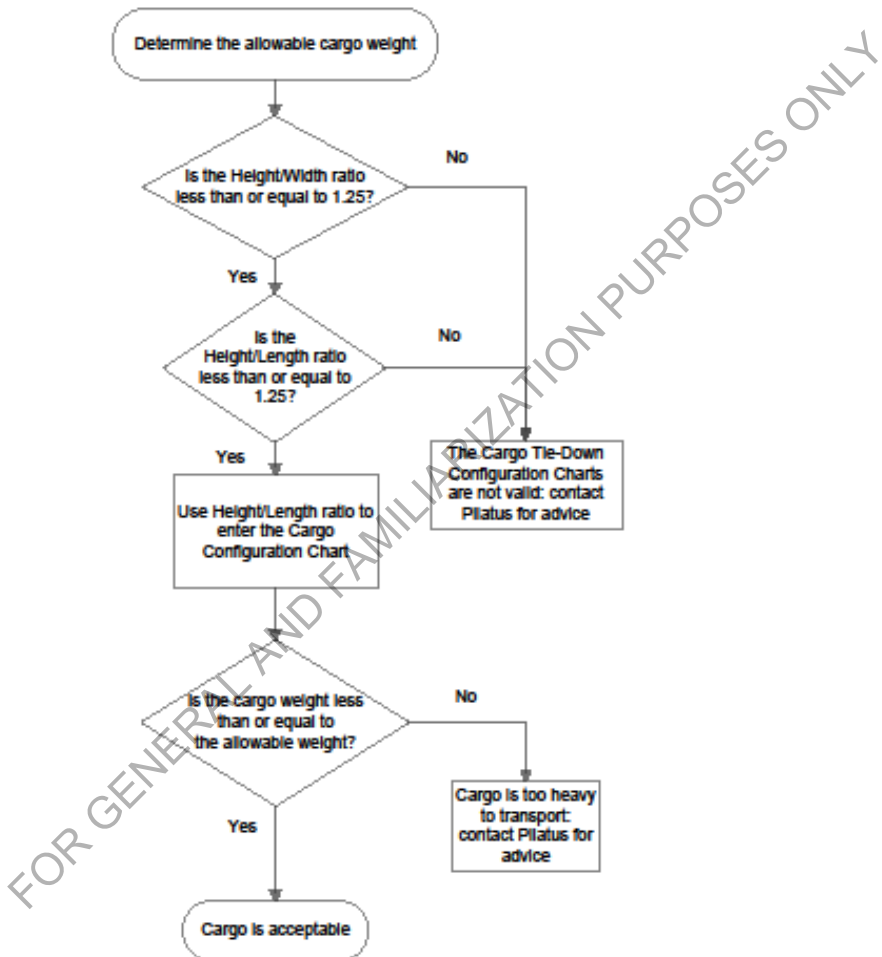 Determine the allowable cargo weight
Is the Height/Width ratio
less than or equal to 1.25?
No
Yes
Is the
Height/Length ratio
less than or equal to
1.25?
No
Yes
The Cargo Tie-Down
Configuration Charts
are not valid: contact
Pilatus for advice
Use Height/Length ratio to
enter the Cargo
Configuration Chart
Is the cargo weight less
than or equal to
the allowable weight?
No
Yes
Cargo is too heavy
to transport:
contact Pilatus for
advice
Cargo is acceptable
FOR GENERAL AND FAMILIARIZATION PURPOSES ONLY